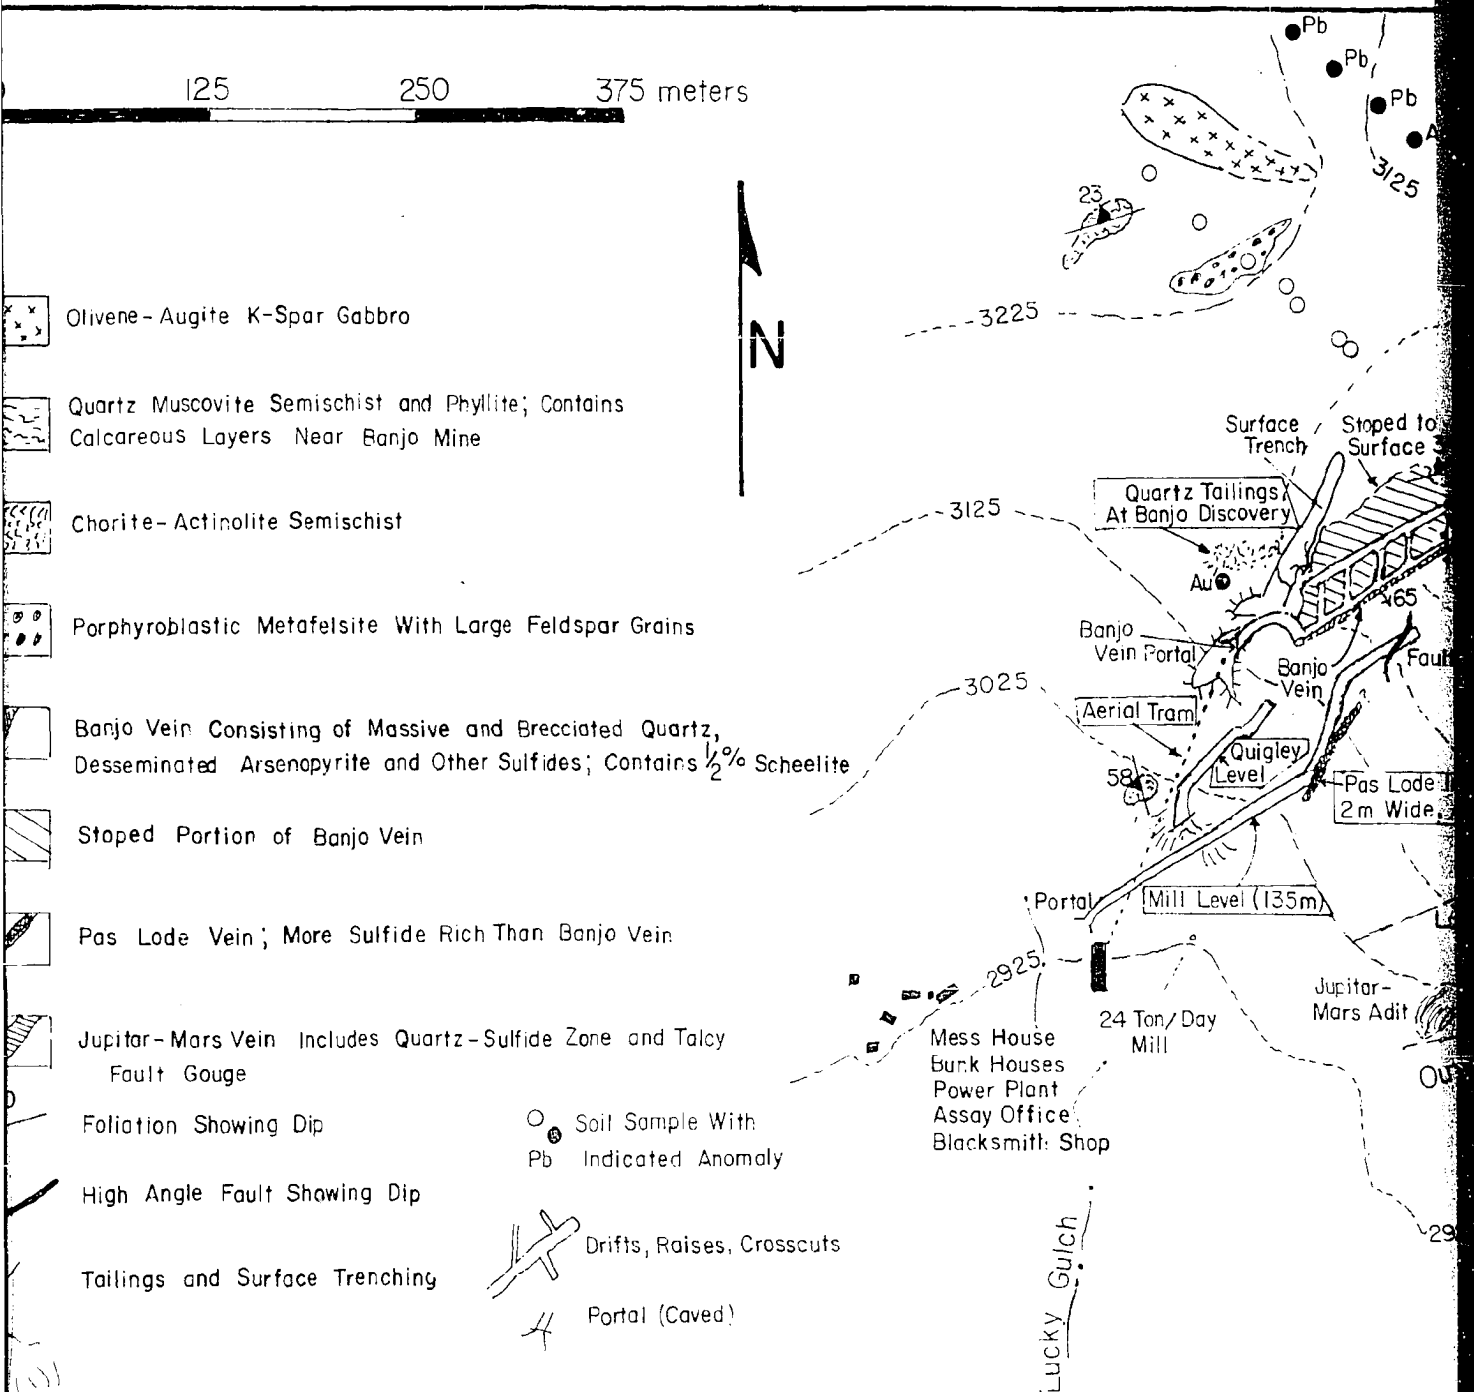 125 250 375 meters
N
Olivene-Augite K-Spar Gabbro
Quartz Muscovite Semischist and Phyllite; Contains
Calcareous Layers Near Banjo Mine
Chorite-Actinolite Semischist
Porphyroblastic Metafelsite With Large Feldspar Grains
Banjo Vein Consisting of Massive and Brecciated Quartz,
Desseminated Arsenopyrite and Other Sulfides; Contains ½% Scheelite
Stoped Portion of Banjo Vein
Pas Lode Vein; More Sulfide Rich Than Banjo Vein
Jupitar-Mars Vein Includes Quartz-Sulfide Zone and Talcy
Fault Gouge
Foliation Showing Dip
High Angle Fault Showing Dip
Tailings and Surface Trenching
Soil Sample With
Pb Indicated Anomaly
Drifts, Raises, Crosscuts
Portal (Caved)
Pb
Pb
Pb
A
3125
23
3225
Surface
Trench
Stoped to
Surface
Quartz Tailings
At Banjo Discovery
3125
Au
65
Banjo
Vein Portal
Banjo
Vein
Faul
3025
Aerial Tram
Quigley
Level
58
Pas Lode
2m Wide
Portal
Mill Level (135m)
2925
Jupitar-
Mars Adit
24 Ton/Day
Mill
Mess House
Bunk Houses
Power Plant
Assay Office
Blacksmith Shop
Ou
29
Lucky Gulch